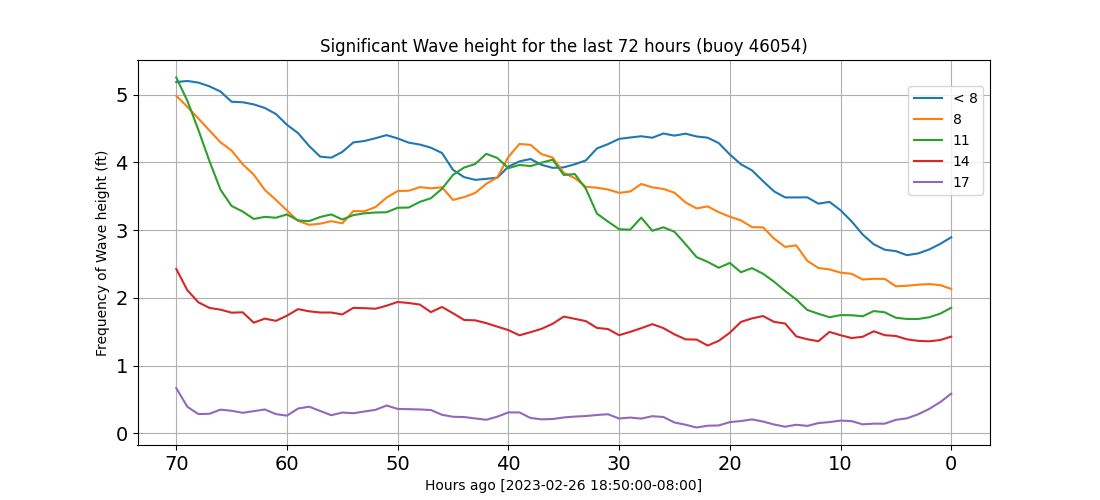 Significant Wave height for the last 72 hours (buoy 46054)
Frequency of Wave height (ft)
5
4
3
2
1
0
< 8
8
11
14
17
70 60 50 40 30 20 10 0
Hours ago [2023-02-26 18:50:00-08:00]